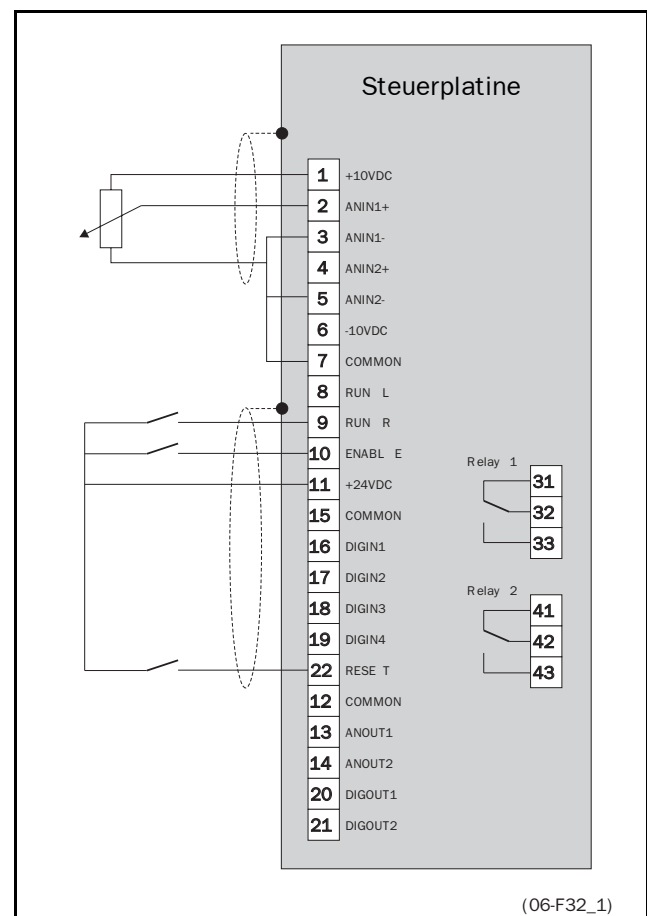 Steuerplatine
1 +10VDC
2 ANIN1+
3 ANIN1-
4 ANIN2+
5 ANIN2-
6 -10VDC
7 COMMON
8 RUN L
9 RUN R
10 ENABL E
11 +24VDC
15 COMMON
16 DIGIN1
17 DIGIN2
18 DIGIN3
19 DIGIN4
22 RESE T
12 COMMON
13 ANOUT1
14 ANOUT2
20 DIGOUT1
21 DIGOUT2
Relay 1
31
32
33
Relay 2
41
42
43
(06-F32_1)